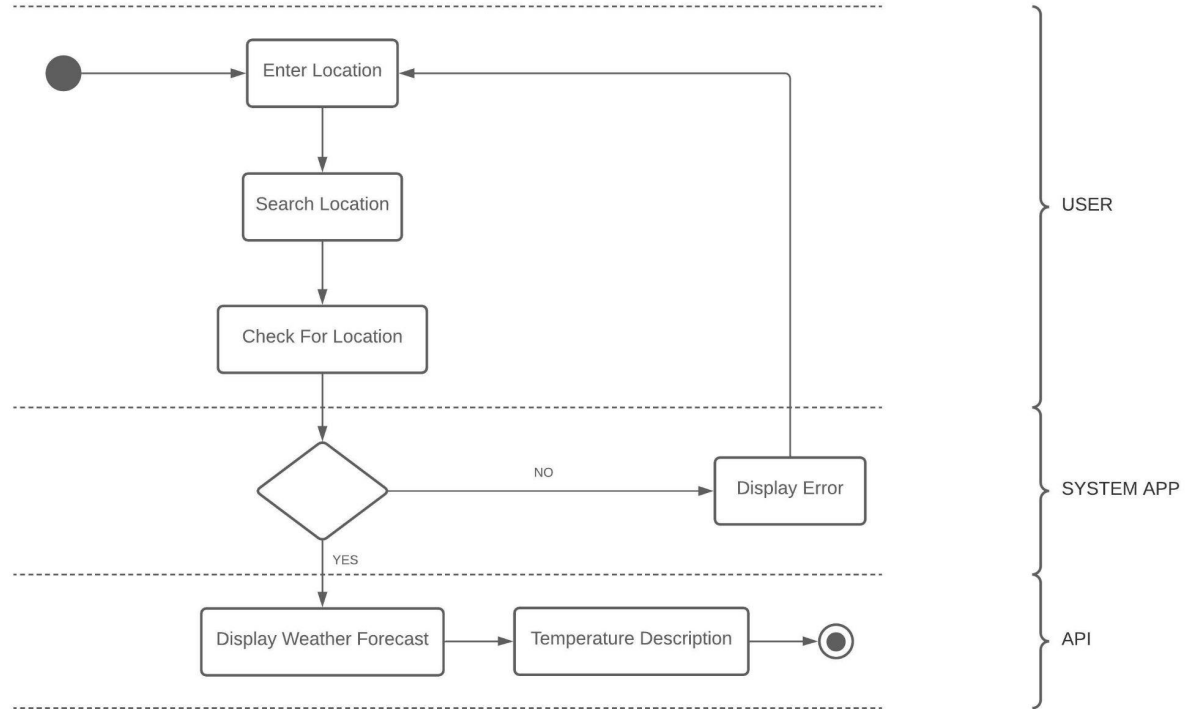 Enter Location
Search Location
USER
Check For Location
NO
Display Error
SYSTEM APP
YES
Display Weather Forecast
Temperature Description
API